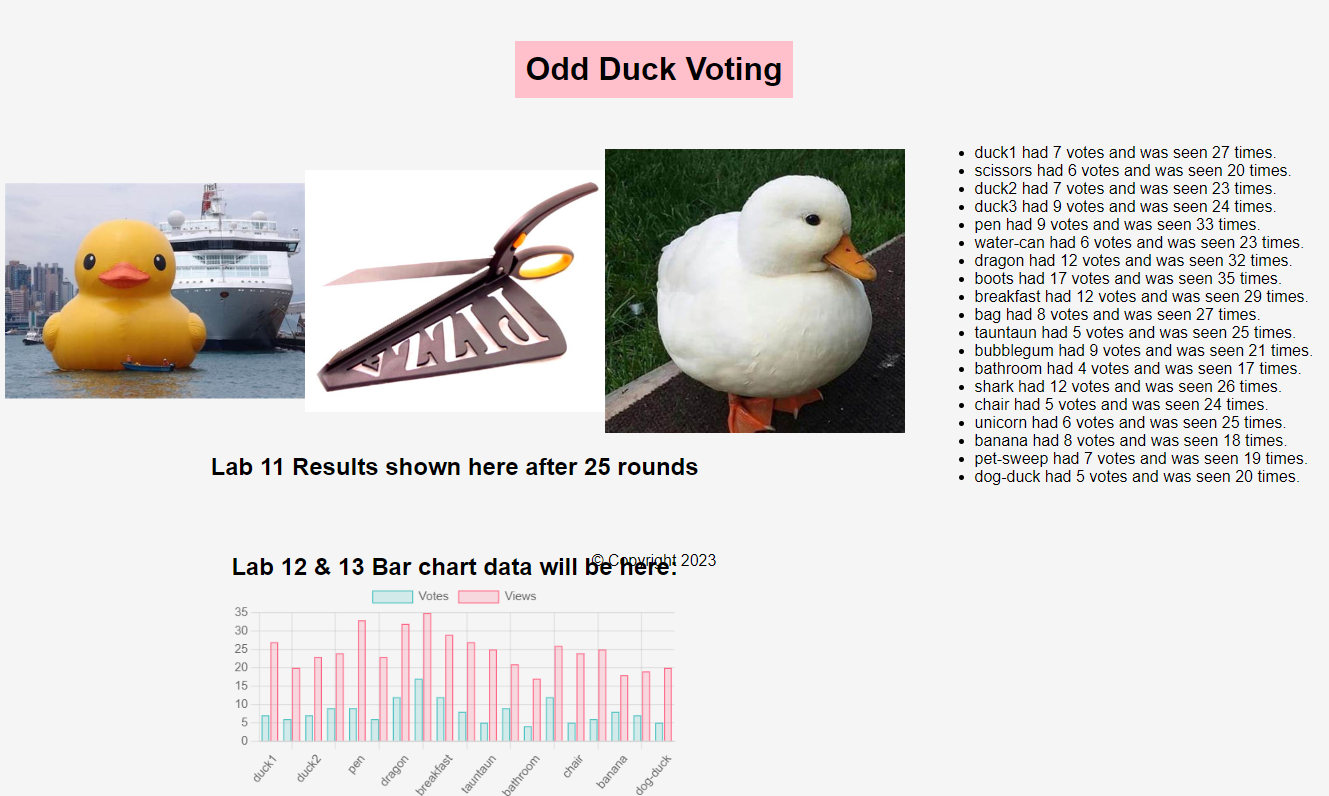 Odd Duck Voting
PIZZA
• duck1 had 7 votes and was seen 27 times.
• scissors had 6 votes and was seen 20 times.
• duck2 had 7 votes and was seen 23 times.
• duck3 had 9 votes and was seen 24 times.
• pen had 9 votes and was seen 33 times.
• water-can had 6 votes and was seen 23 times.
• dragon had 12 votes and was seen 32 times.
• boots had 17 votes and was seen 35 times.
• breakfast had 12 votes and was seen 29 times.
• bag had 8 votes and was seen 27 times.
• tauntaun had 5 votes and was seen 25 times.
• bubblegum had 9 votes and was seen 21 times.
• bathroom had 4 votes and was seen 17 times.
• shark had 12 votes and was seen 26 times.
• chair had 5 votes and was seen 24 times.
• unicorn had 6 votes and was seen 25 times.
• banana had 8 votes and was seen 18 times.
• pet-sweep had 7 votes and was seen 19 times.
• dog-duck had 5 votes and was seen 20 times.
Lab 11 Results shown here after 25 rounds
© Copyright 2023
Lab 12 & 13 Bar chart data will be here:
Votes Views
35
30
25
20
15
10
5
0
duck1
duck2
pen
dragon
breakfast
tauntaun
bathroom
chair
banana
dog-duck